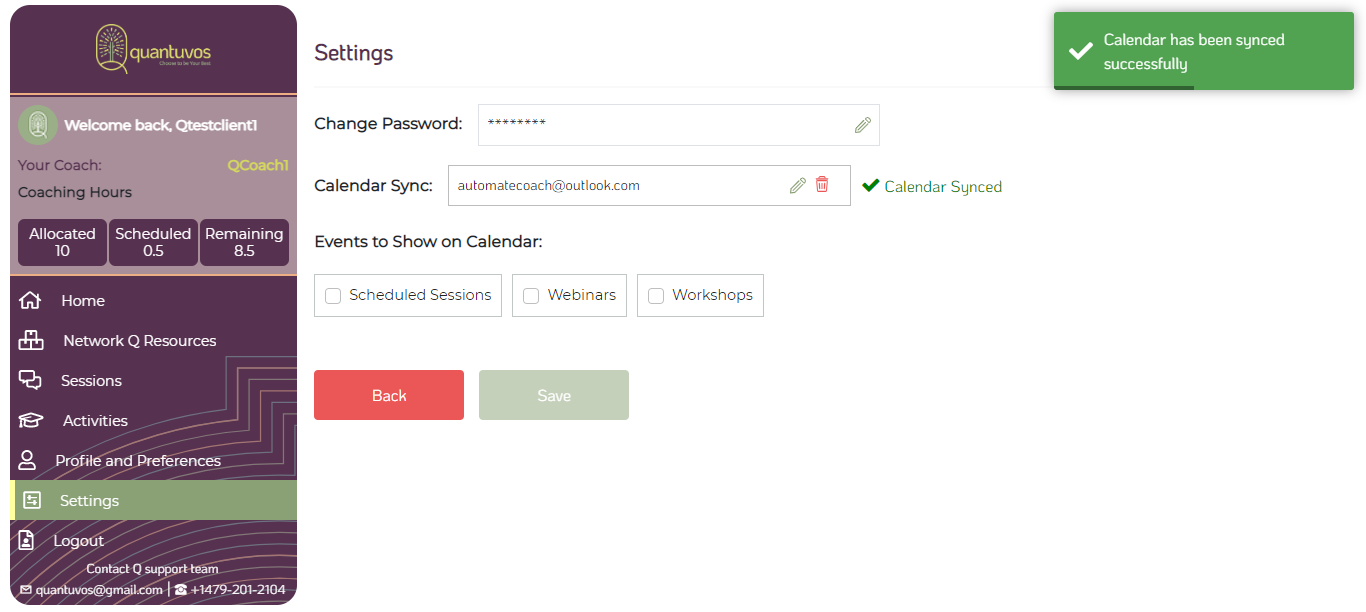 quantuvos
Choose to be Your Best
Welcome back, Qtestclient1
Your Coach: QCoach1
Coaching Hours
Allocated
10
Scheduled
0.5
Remaining
8.5
Home
Network Q Resources
Sessions
Activities
Profile and Preferences
Settings
Logout
Contact Q support team
quantuvos@gmail.com | +1479-201-2104
Settings
Calendar has been synced
successfully
Change Password: ********
Calendar Sync: automatecoach@outlook.com Calendar Synced
Events to Show on Calendar:
Scheduled Sessions Webinars Workshops
Back Save